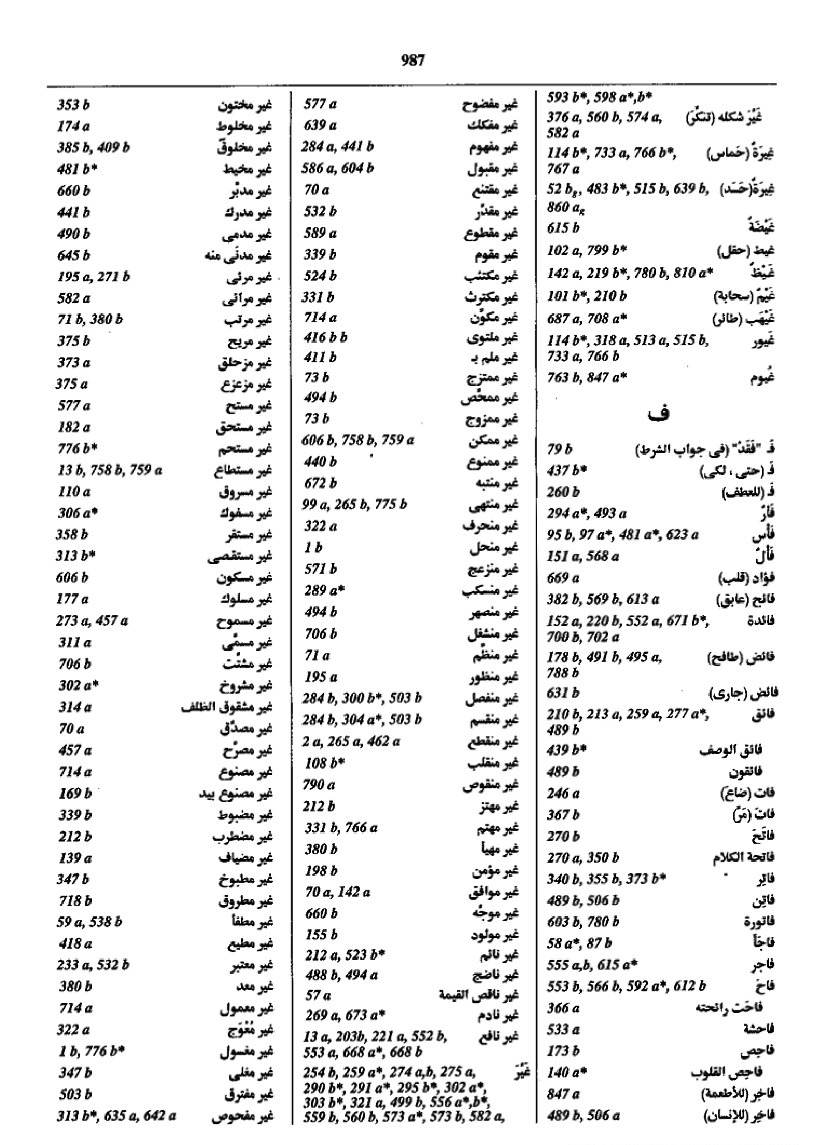 987
353 b غير مختون
174 a غير مخلوط
385 b, 409 b غير مخلوق
481 b* غير مخيط
660 b غير مدبّر
441 b غير مدرك
490 b غير مدمى
645 b غير مدنّى منه
195 a, 271 b غير مرئى
582 a غير مرائى
71 b, 380 b غير مرتب
375 b غير مريح
373 a غير مزحلق
375 a غير مزعزع
577 a غير مستح
182 a غير مستحق
776 b* غير مستحم
13 b, 758 b, 759 a غير مستطاع
110 a غير مسروق
306 a* غير مسفوك
358 b غير مستقر
313 b* غير مستقصى
606 b غير مسكون
177 a غير مسلوك
273 a, 457 a غير مسموح
311 a غير مسمّى
706 b غير مشتّت
302 a* غير مشروخ
314 a غير مشقوق الظلف
70 a غير مصدّق
457 a غير مصرّح
714 a غير مصنوع
169 b غير مصنوع بيد
339 b غير مضبوط
212 b غير مضطرب
139 a غير مضياف
347 b غير مطبوخ
718 b غير مطروق
59 a, 538 b غير مطفأ
418 a غير مطيع
233 a, 532 b غير معتبر
380 b غير معد
714 a غير معمول
322 a غير مُعْوَج
1 b, 776 b* غير مغسول
347 b غير مغلى
503 b غير مفترق
313 b*, 635 a, 642 a غير مفحوص
577 a غير مفضوح
639 a غير مفكك
284 a, 441 b غير مفهوم
586 a, 604 b غير مقبول
70 a غير مقتنع
532 b غير مقدّر
589 a غير مقطوع
339 b غير مقوم
524 b غير مكتئب
331 b غير مكترث
714 a غير مكوّن
416 b b غير ملتوى
411 b غير ملم بـ
73 b غير ممتزج
494 b غير ممحّص
73 b غير ممزوج
606 b, 758 b, 759 a غير ممكن
440 b غير ممنوع
672 b غير منتبه
99 a, 265 b, 775 b غير منتهى
322 a غير منحرف
1 b غير منحل
571 b غير منزعج
289 a* غير منسكب
494 b غير منصهر
706 b غير منشغل
71 a غير منظّم
195 a غير منظور
284 b, 300 b*, 503 b غير منفصل
284 b, 304 a*, 503 b غير منقسم
2 a, 265 a, 462 a غير منقطع
108 b* غير منقلب
790 a غير منقوص
212 b غير مهتز
331 b, 766 a غير مهتم
380 b غير مهيأ
198 b غير مؤمن
70 a, 142 a غير موافق
660 b غير موجّه
155 b غير مولود
212 a, 523 b* غير نائم
488 b, 494 a غير ناضج
57 a غير ناقص القيمة
269 a, 673 a* غير نادم
13 a, 203b, 221 a, 552 b, غير نافع
553 a, 668 a*, 668 b
254 b, 259 a*, 274 a,b, 275 a, غَيَّرَ
290 b*, 291 a*, 295 b*, 302 a*,
303 b*, 321 a, 499 b, 556 a*,b*,
559 b, 560 b, 573 a*, 573 b, 582 a,
593 b*, 598 a*,b*
376 a, 560 b, 574 a, غَيَّرَ شكله (تنكّرَ)
582 a
114 b*, 733 a, 766 b*, غيرَةٌ (حَماس)
767 a
52 bg, 483 b*, 515 b, 639 b, غيرَةٌ (حَسَد)
860 ag
615 b غَيْضَةٌ
102 a, 799 b* غيط (حقل)
142 a, 219 b*, 780 b, 810 a* غَيْظٌ
101 b*, 210 b غَيْمٌ (سحابة)
687 a, 708 a* غَيْهَب (طائر)
114 b*, 318 a, 513 a, 515 b, غيور
733 a, 766 b
763 b, 847 a* غُيوم
ف
79 b فـَ "فَقَدْ" (فى جواب الشرط)
437 b* فَـ (حتى ، لكى)
260 b فَـ (للعطف)
294 a*, 493 a فَأرٌ
95 b, 97 a*, 481 a*, 623 a فَأس
151 a, 568 a فَألٌ
669 a فؤاد (قلب)
382 b, 569 b, 613 a فائح (عابق)
152 a, 220 b, 552 a, 671 b*, فائدة
700 b, 702 a
178 b, 491 b, 495 a, فائض (طافح)
788 b
631 b فائض (جارى)
210 b, 213 a, 259 a, 277 a*, فائق
489 b
439 b* فائق الوصف
489 b فائقون
246 a فات (ضاعَ)
367 b فاتَ (مَرَّ)
270 b فاتَحَ
270 a, 350 b فاتحة الكلام
340 b, 355 b, 373 b* فاتِر
489 b, 506 b فاتِن
603 b, 780 b فاتورة
58 a*, 87 b فاجَأ
555 a,b, 615 a* فاجر
553 b, 566 b, 592 a*, 612 b فاحَ
366 a فاحَت رائحته
533 a فاحشة
173 b فاحِص
140 a* فاحِص القلوب
847 a فاخِر (للأطعمة)
489 b, 506 a فاخِر (للإنسان)